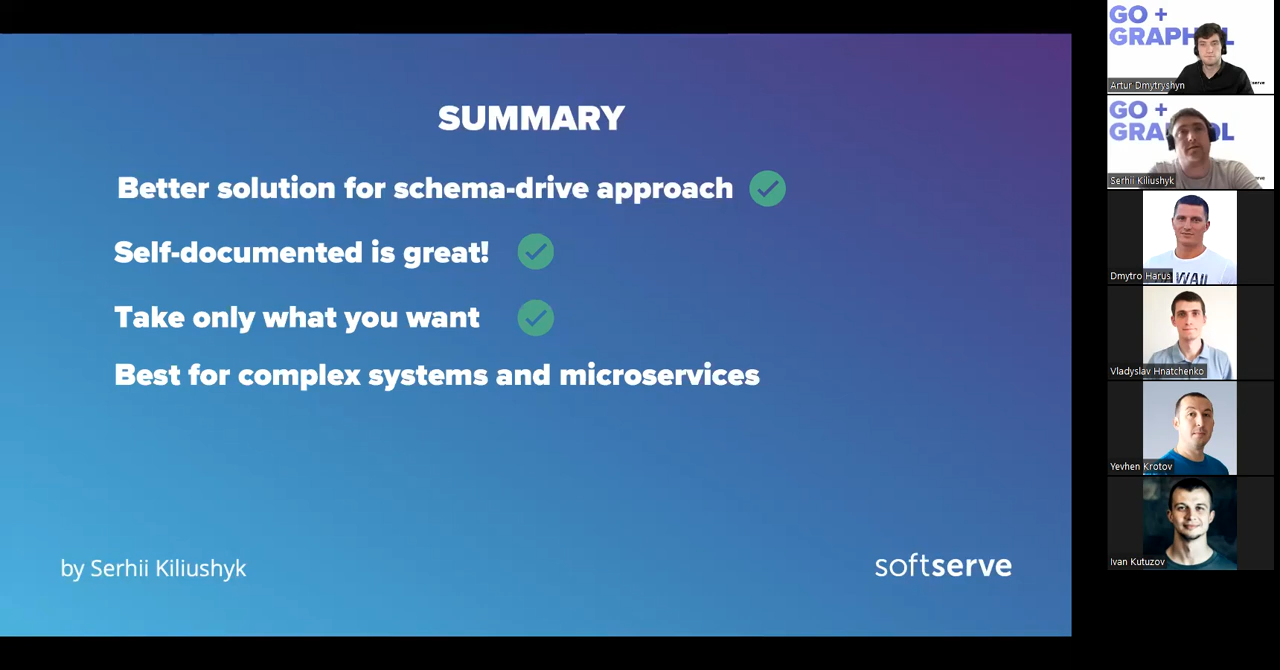 SUMMARY
Better solution for schema-drive approach
Self-documented is great!
Take only what you want
Best for complex systems and microservices
by Serhii Kiliushyk
softserve
GO +
Artur Dmytryshyn
GO +
Serhii Kiliushyk
Dmytro Harus
Vladyslav Hnatchenko
Yevhen Krotov
Ivan Kutuzov